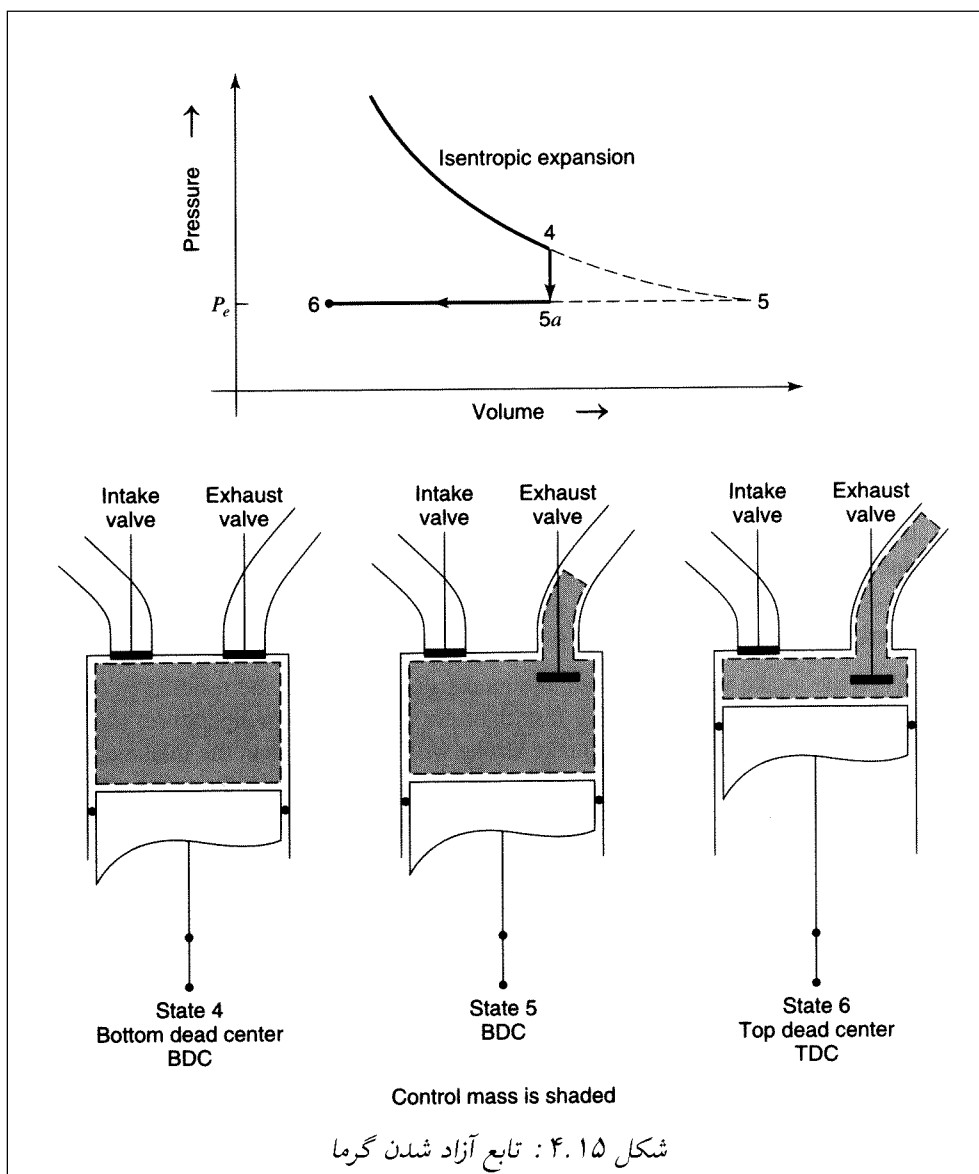 Pressure →
Isentropic expansion
4
6
5
5a
Pe
Volume →
Intake
valve
Exhaust
valve
Intake
valve
Exhaust
valve
Intake
valve
Exhaust
valve
State 4
Bottom dead center
BDC
State 5
BDC
State 6
Top dead center
TDC
Control mass is shaded
شکل ۴.۱۵ : تابع آزاد شدن گرما